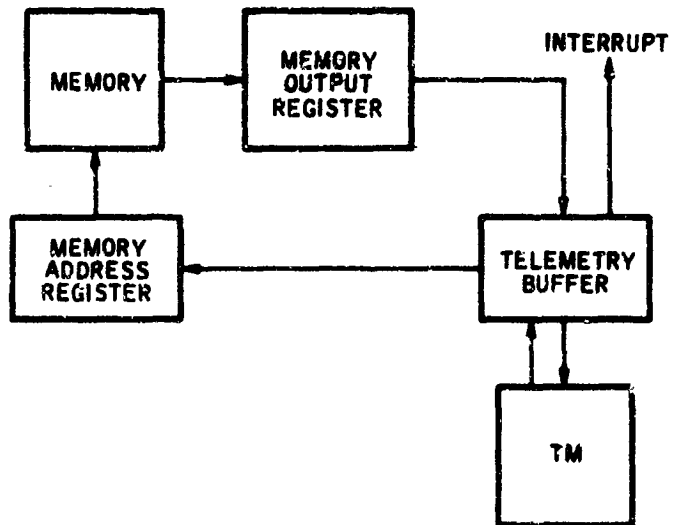 MEMORY
MEMORY
OUTPUT
REGISTER
INTERRUPT
MEMORY
ADDRESS
REGISTER
TELEMETRY
BUFFER
TM